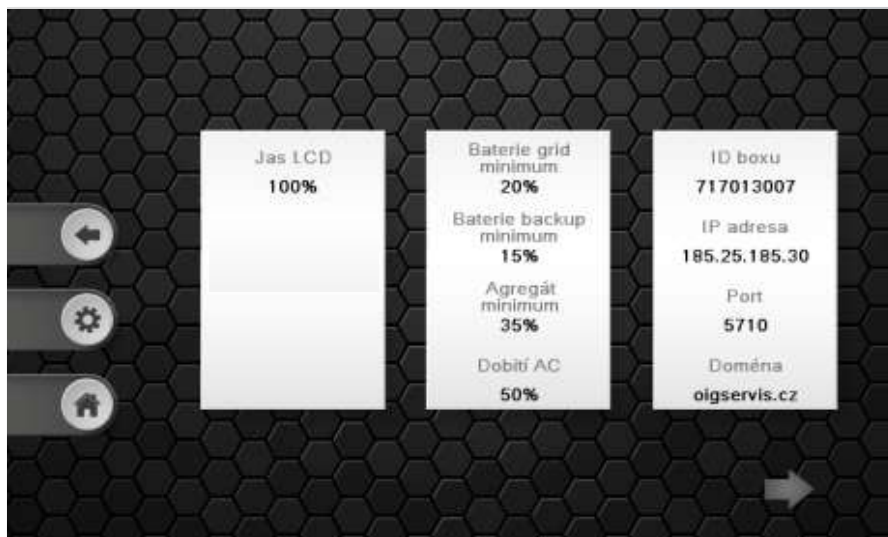 Jas LCD
100%
Baterie grid
minimum
20%
Baterie backup
minimum
15%
Agregát
minimum
35%
Dobití AC
50%
ID boxu
717013007
IP adresa
185.25.185.30
Port
5710
Doména
oigservis.cz